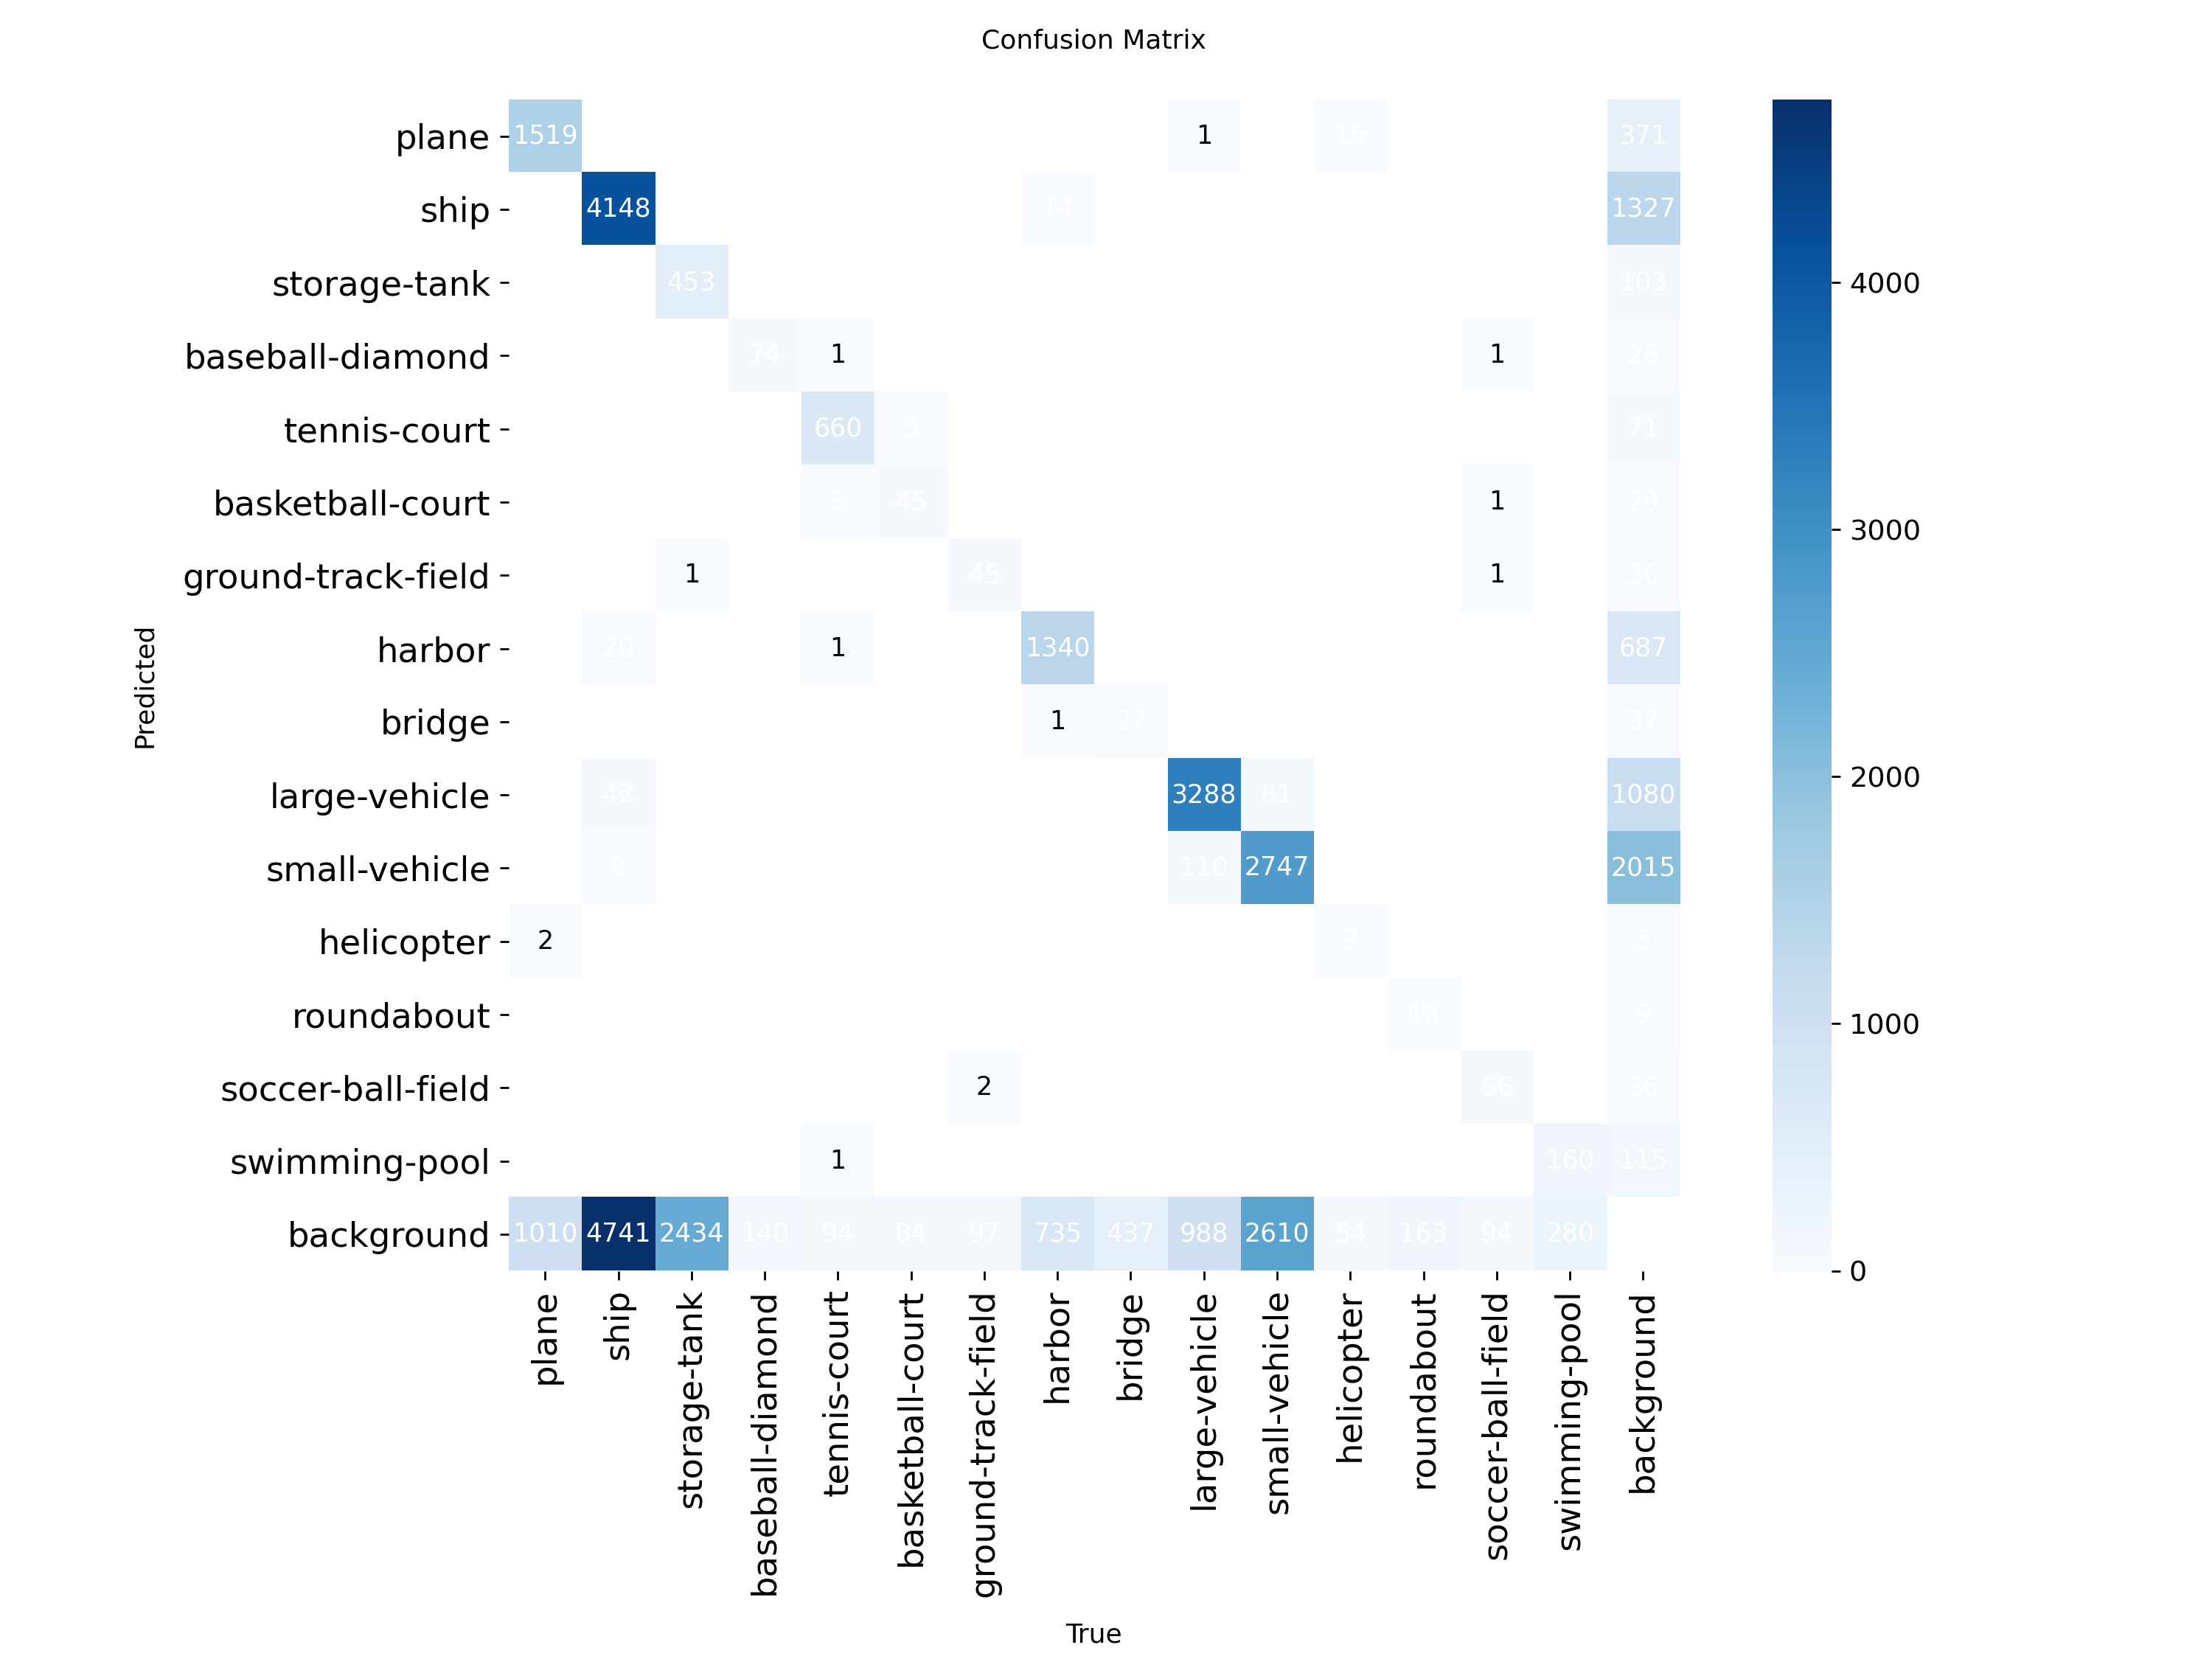 Confusion Matrix
plane 1519 1 16 371
ship 4148 14 1327
storage-tank 453 103 4000
baseball-diamond 74 1 1 26
tennis-court 660 3 71
basketball-court 3 45 1 29 3000
ground-track-field 1 45 1 36
harbor 20 1 1340 687
Predicted
bridge 1 27 37
large-vehicle 42 3288 81 1080 2000
small-vehicle 9 110 2747 2015
helicopter 2 3 5
roundabout 16 9 1000
soccer-ball-field 2 56 36
swimming-pool 1 160 115
background 1010 4741 2434 140 94 84 97 735 437 988 2610 54 163 94 280
0
plane
ship
storage-tank
baseball-diamond
tennis-court
basketball-court
ground-track-field
harbor
bridge
large-vehicle
small-vehicle
helicopter
roundabout
soccer-ball-field
swimming-pool
background
True